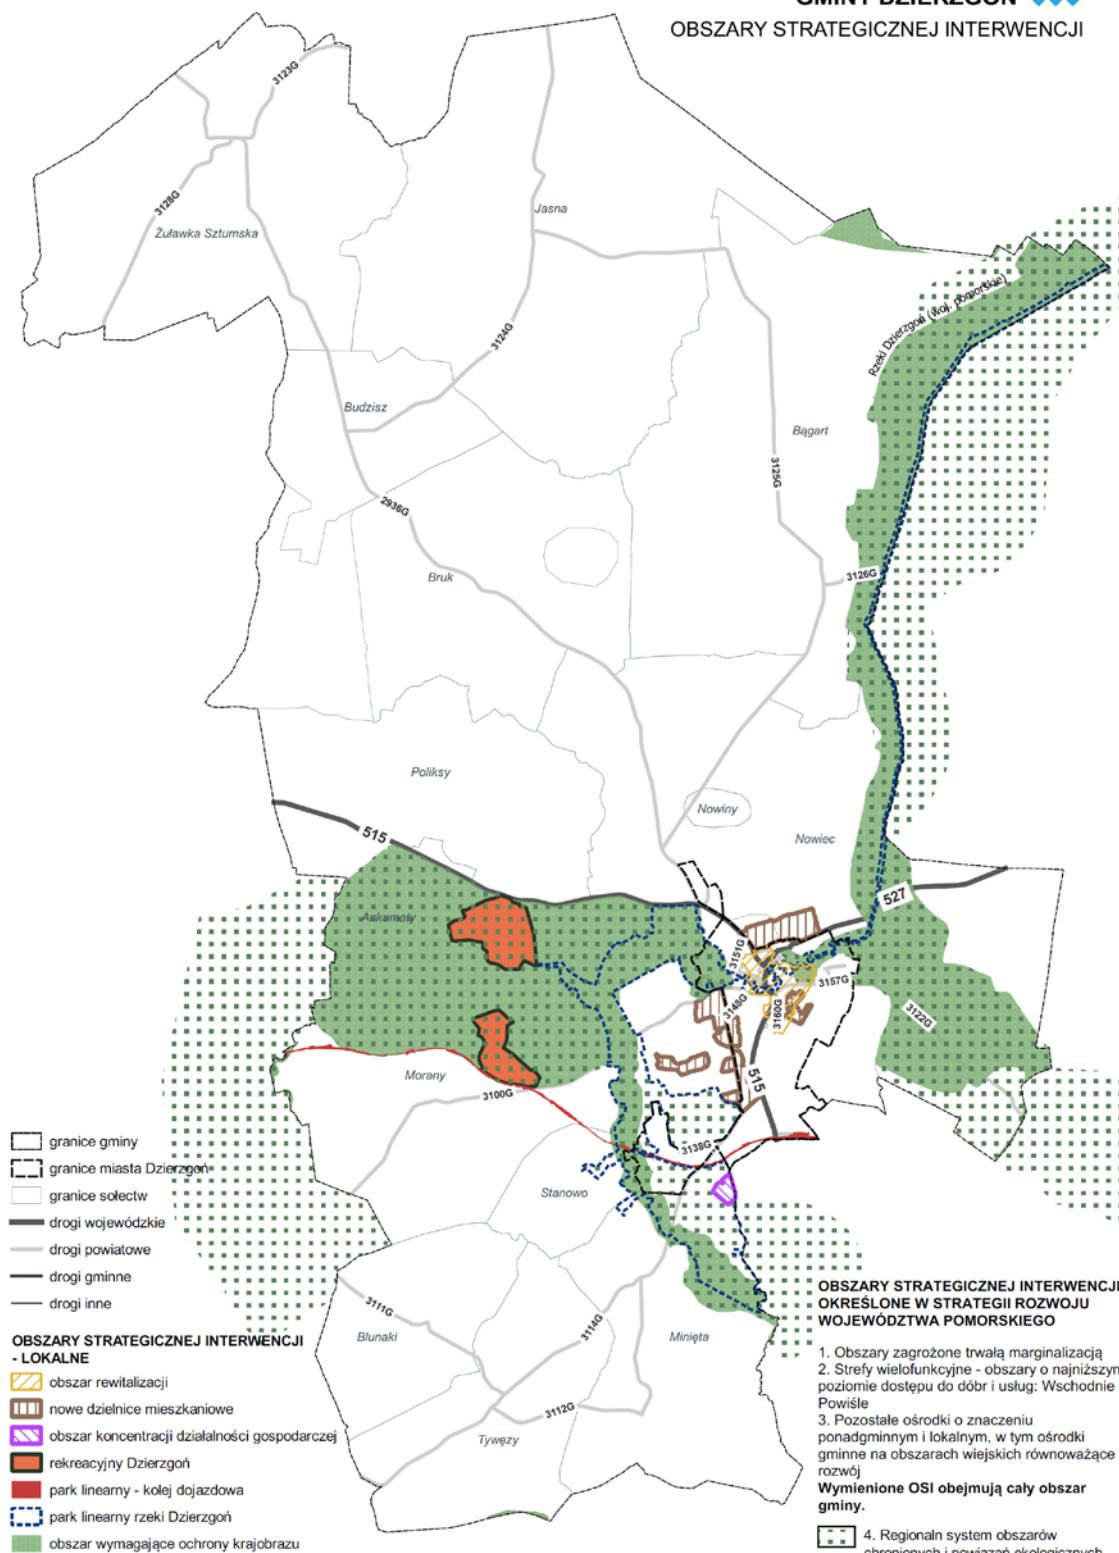 GMINY DZIERZGOŃ
OBSZARY STRATEGICZNEJ INTERWENCJI
3123G
3128G
Żuławka Sztumska
Jasna
Rzeki Dzierzgoń (woj. pomorskie)
3124G
Budzisz
Bągart
3125G
2936G
3126G
Bruk
Poliksy
Nowiny
515
Nowiec
527
Ankamaty
3151G
3157G
3148G
3160G
3122G
Morany
515
3100G
3138G
Stanowo
3111G
Blunaki
3114G
Minięta
3112G
Tywęzy
granice gminy
granice miasta Dzierzgoń
granice sołectw
drogi wojewódzkie
drogi powiatowe
drogi gminne
drogi inne
OBSZARY STRATEGICZNEJ INTERWENCJI
- LOKALNE
obszar rewitalizacji
nowe dzielnice mieszkaniowe
obszar koncentracji działalności gospodarczej
rekreacyjny Dzierzgoń
park linearny - kolej dojazdowa
park linearny rzeki Dzierzgoń
obszar wymagające ochrony krajobrazu
OBSZARY STRATEGICZNEJ INTERWENCJI
OKREŚLONE W STRATEGII ROZWOJU
WOJEWÓDZTWA POMORSKIEGO
1. Obszary zagrożone trwałą marginalizacją
2. Strefy wielofunkcyjne - obszary o najniższym
poziomie dostępu do dóbr i usług: Wschodnie
Powiśle
3. Pozostałe ośrodki o znaczeniu
ponadgminnym i lokalnym, w tym ośrodki
gminne na obszarach wiejskich równoważące
rozwój
Wymienione OSI obejmują cały obszar
gminy.
4. Regionaln system obszarów
chronionych i powiązań ekologicznych